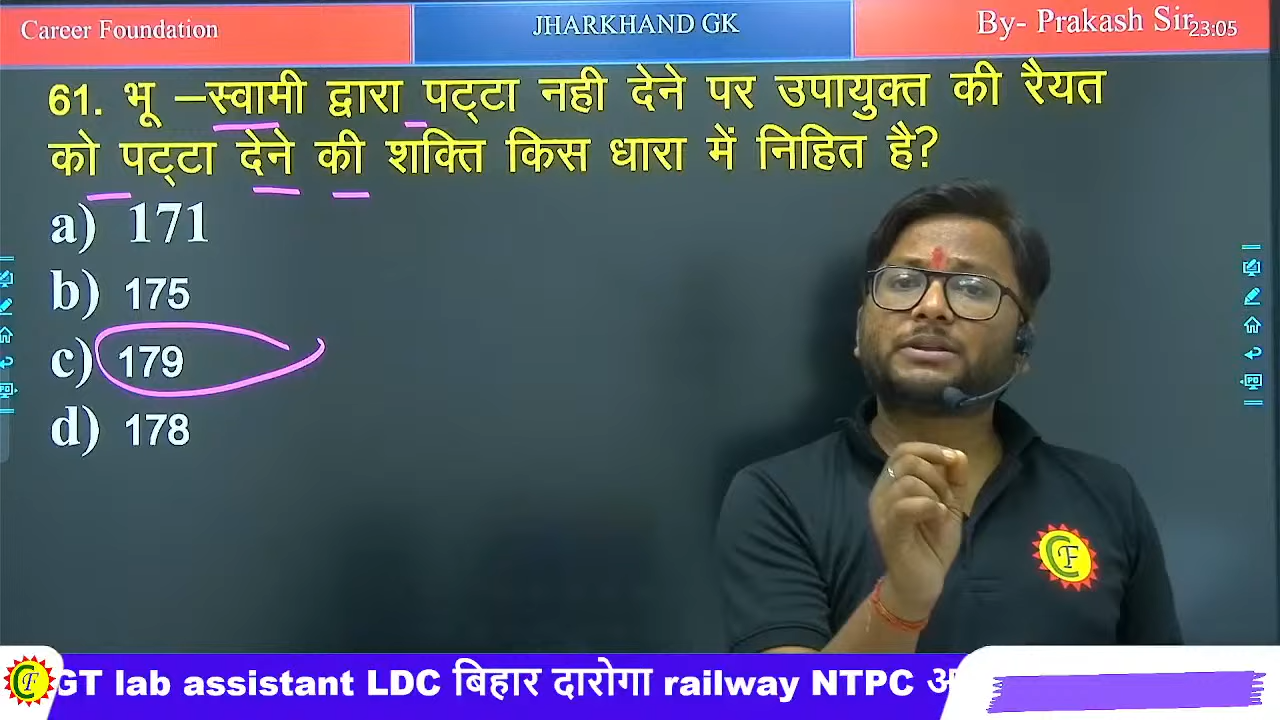 Career Foundation
JHARKHAND GK
By- Prakash Sir
23:05
61. भू –स्वामी द्वारा पट्टा नही देने पर उपायुक्त की रैयत
को पट्टा देने की शक्ति किस धारा में निहित है?
a) 171
b) 175
c) 179
d) 178
CF
GT lab assistant LDC बिहार दारोगा railway NTPC